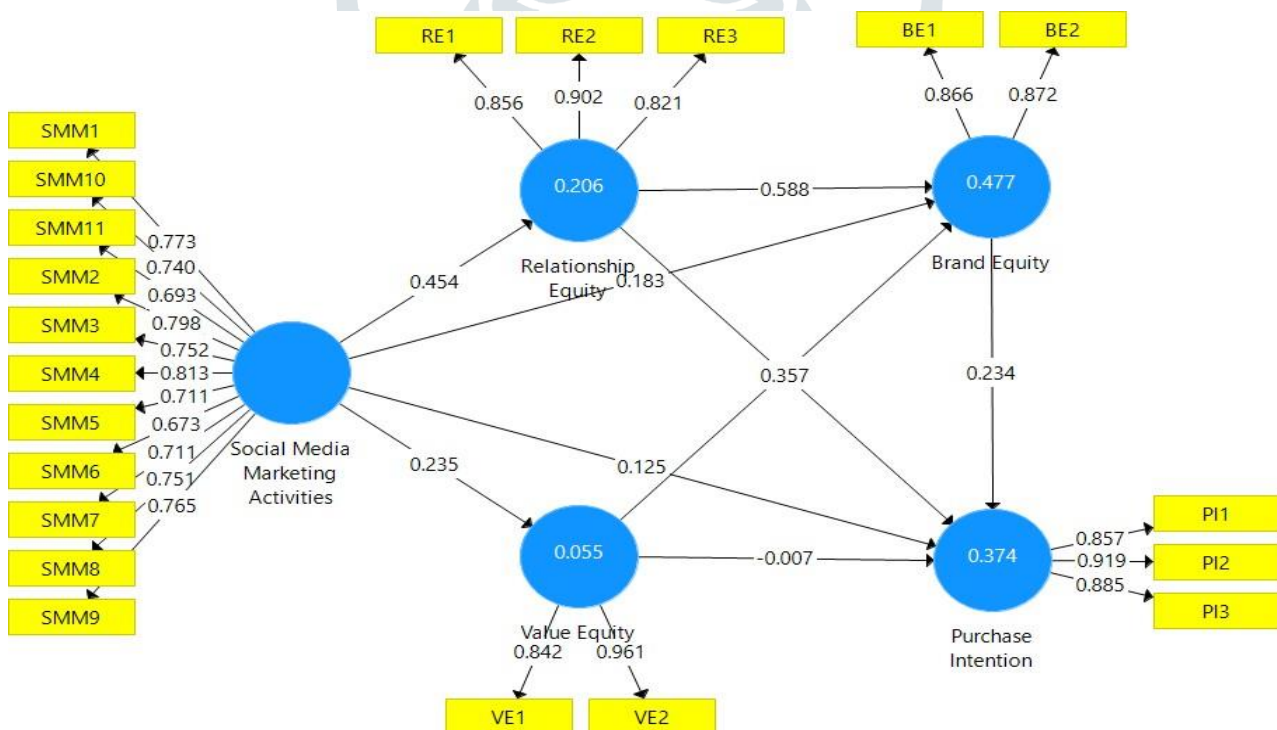 RE1
RE2
RE3
BE1
BE2
0.856
0.902
0.821
0.866
0.872
SMM1
SMM10
SMM11
SMM2
SMM3
SMM4
SMM5
SMM6
SMM7
SMM8
SMM9
0.773
0.740
0.693
0.798
0.752
0.813
0.711
0.673
0.711
0.751
0.765
Social Media
Marketing
Activities
0.206
Relationship
Equity
0.477
Brand Equity
0.588
0.454
0.183
0.357
0.234
0.235
0.125
0.055
Value Equity
-0.007
0.374
Purchase
Intention
0.842
0.961
VE1
VE2
0.857
0.919
0.885
PI1
PI2
PI3